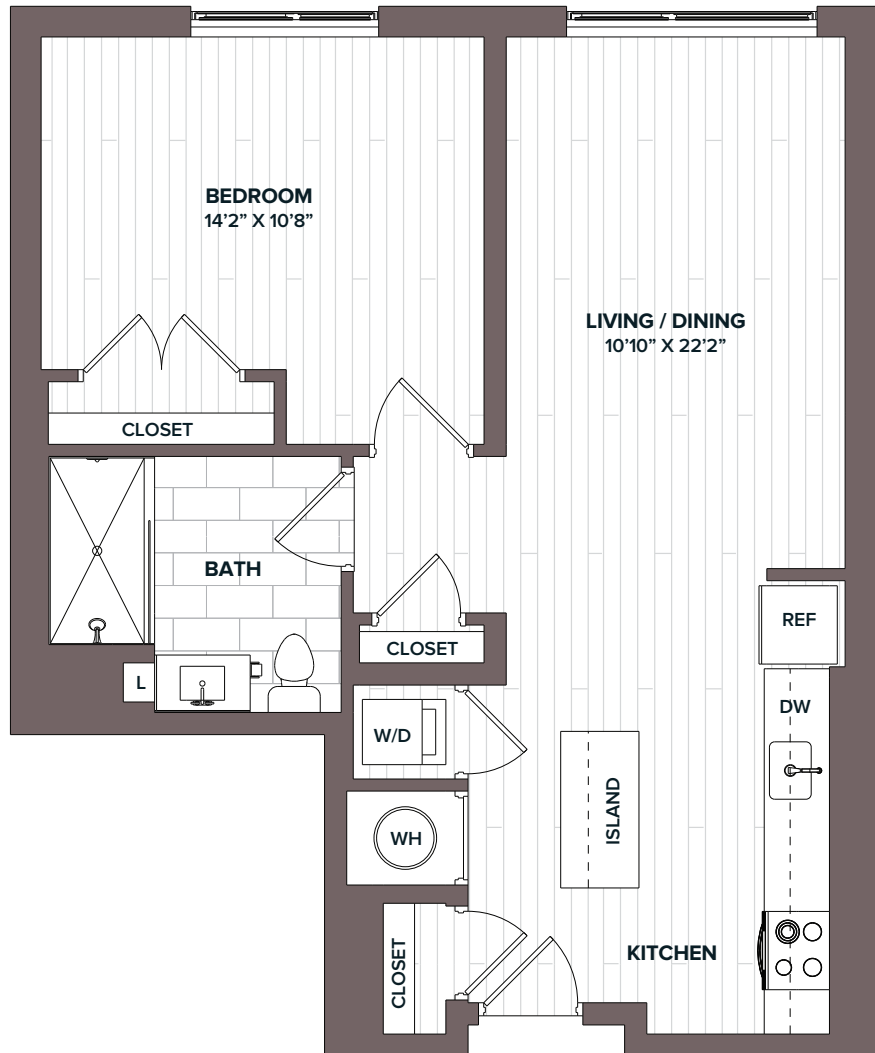 BEDROOM
14’2” X 10’8”
LIVING / DINING
10’10” X 22’2”
CLOSET
BATH
REF
CLOSET
L
DW
W/D
ISLAND
WH
CLOSET
KITCHEN